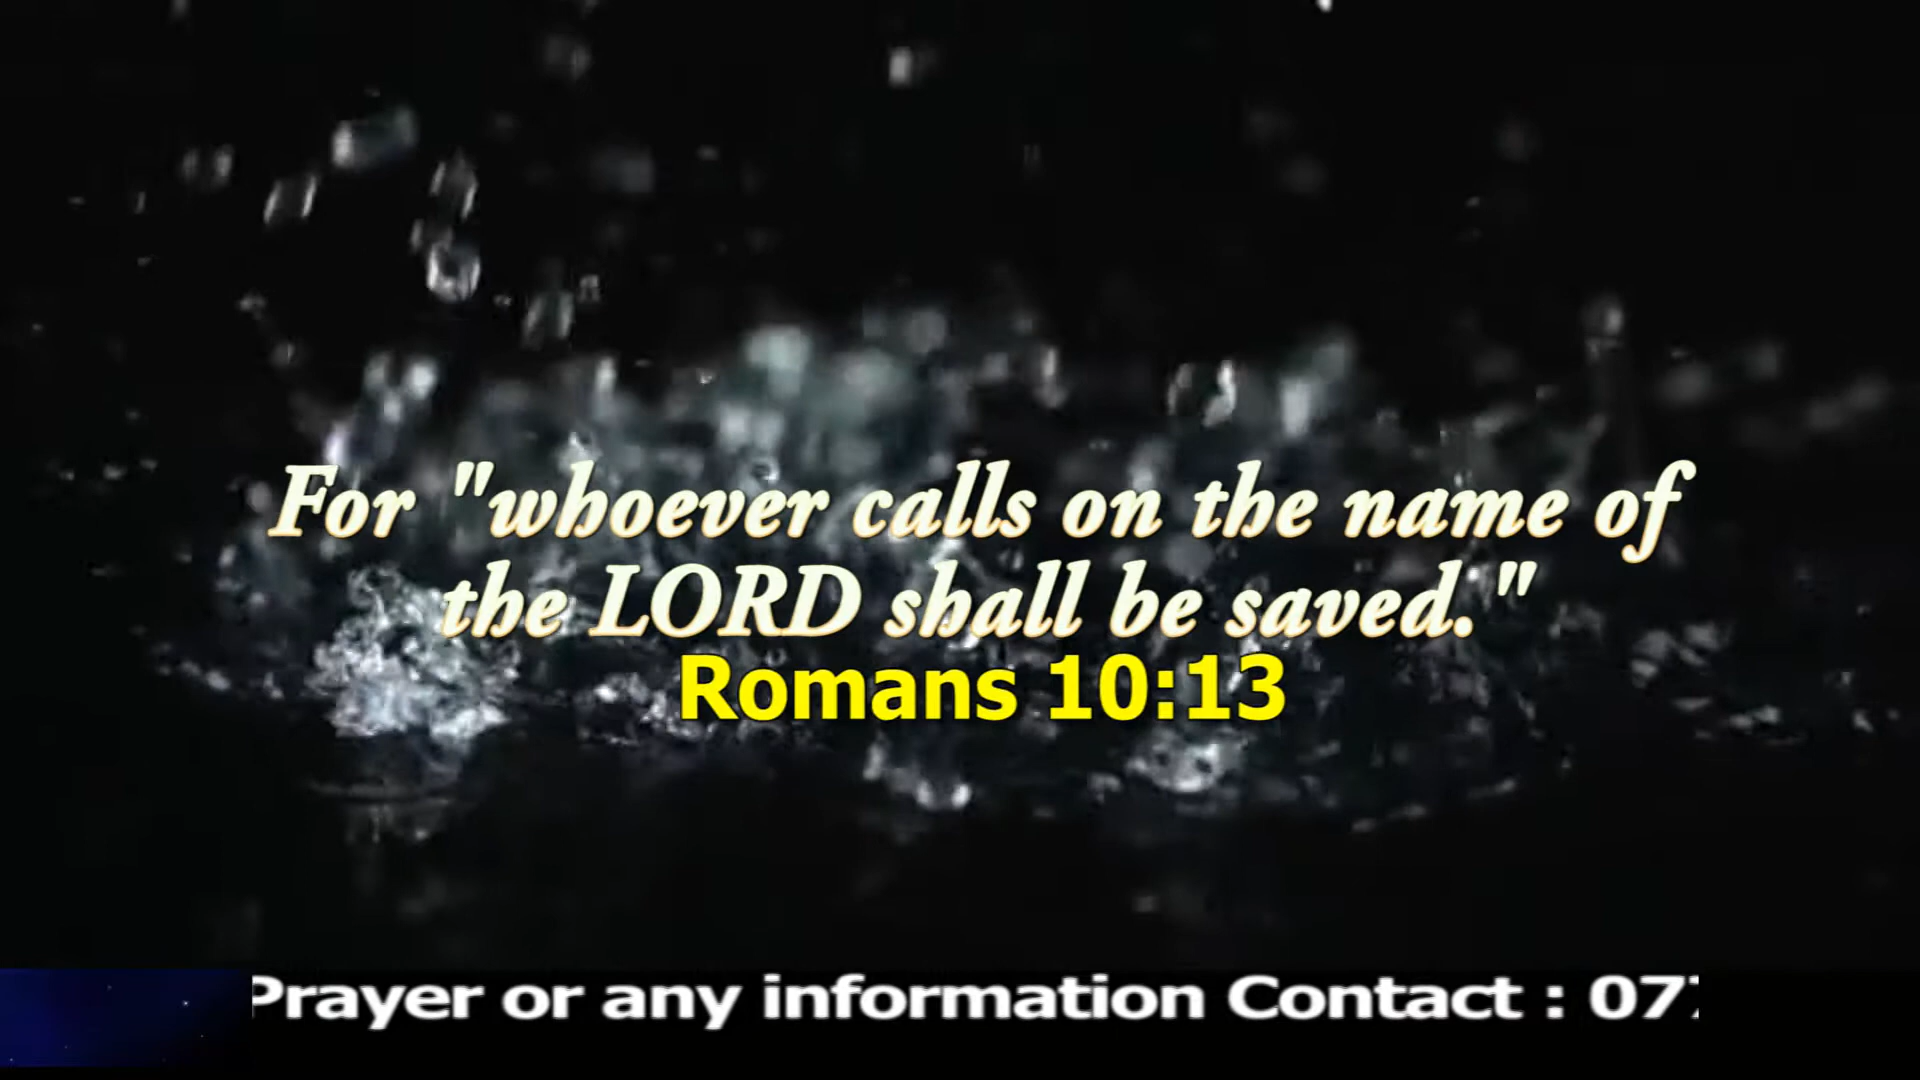 For "whoever calls on the name of
the LORD shall be saved."
Romans 10:13
Prayer or any information Contact : 07